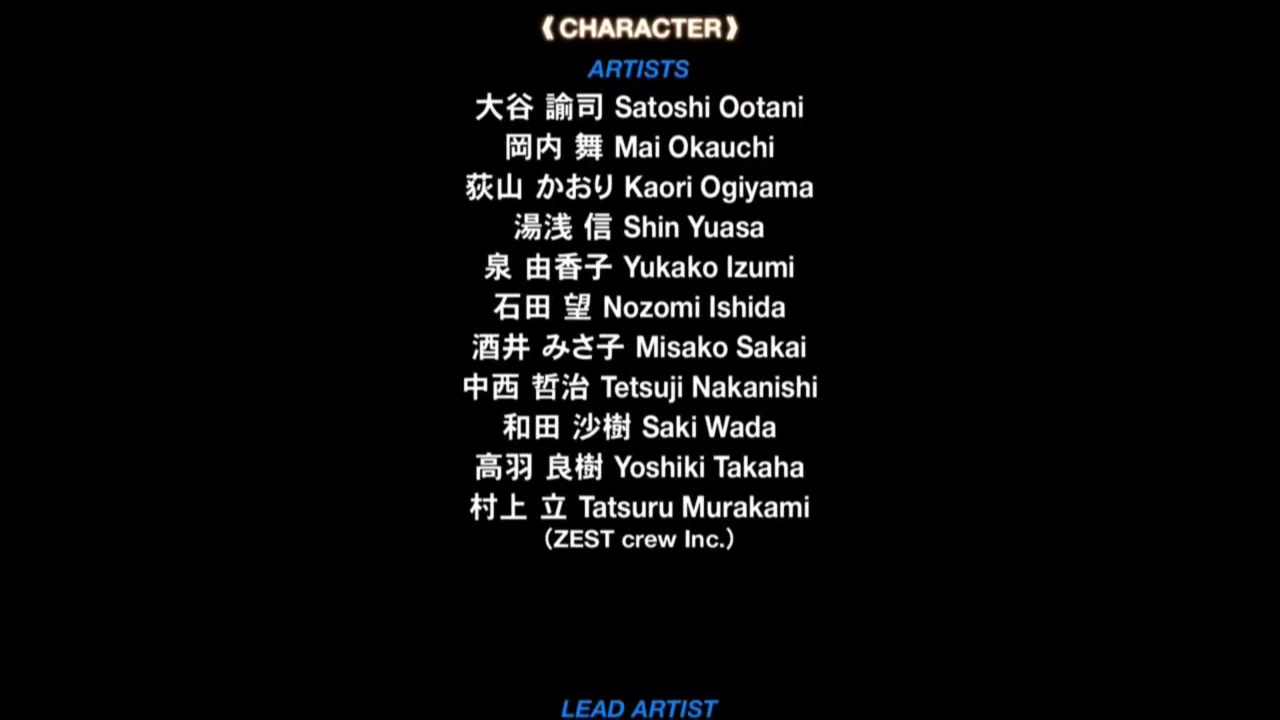 《CHARACTER》
ARTISTS
大谷 諭司 Satoshi Ootani
岡内 舞 Mai Okauchi
荻山 かおり Kaori Ogiyama
湯浅 信 Shin Yuasa
泉 由香子 Yukako Izumi
石田 望 Nozomi Ishida
酒井 みさ子 Misako Sakai
中西 哲治 Tetsuji Nakanishi
和田 沙樹 Saki Wada
高羽 良樹 Yoshiki Takaha
村上 立 Tatsuru Murakami
（ZEST crew Inc.）
LEAD ARTIST